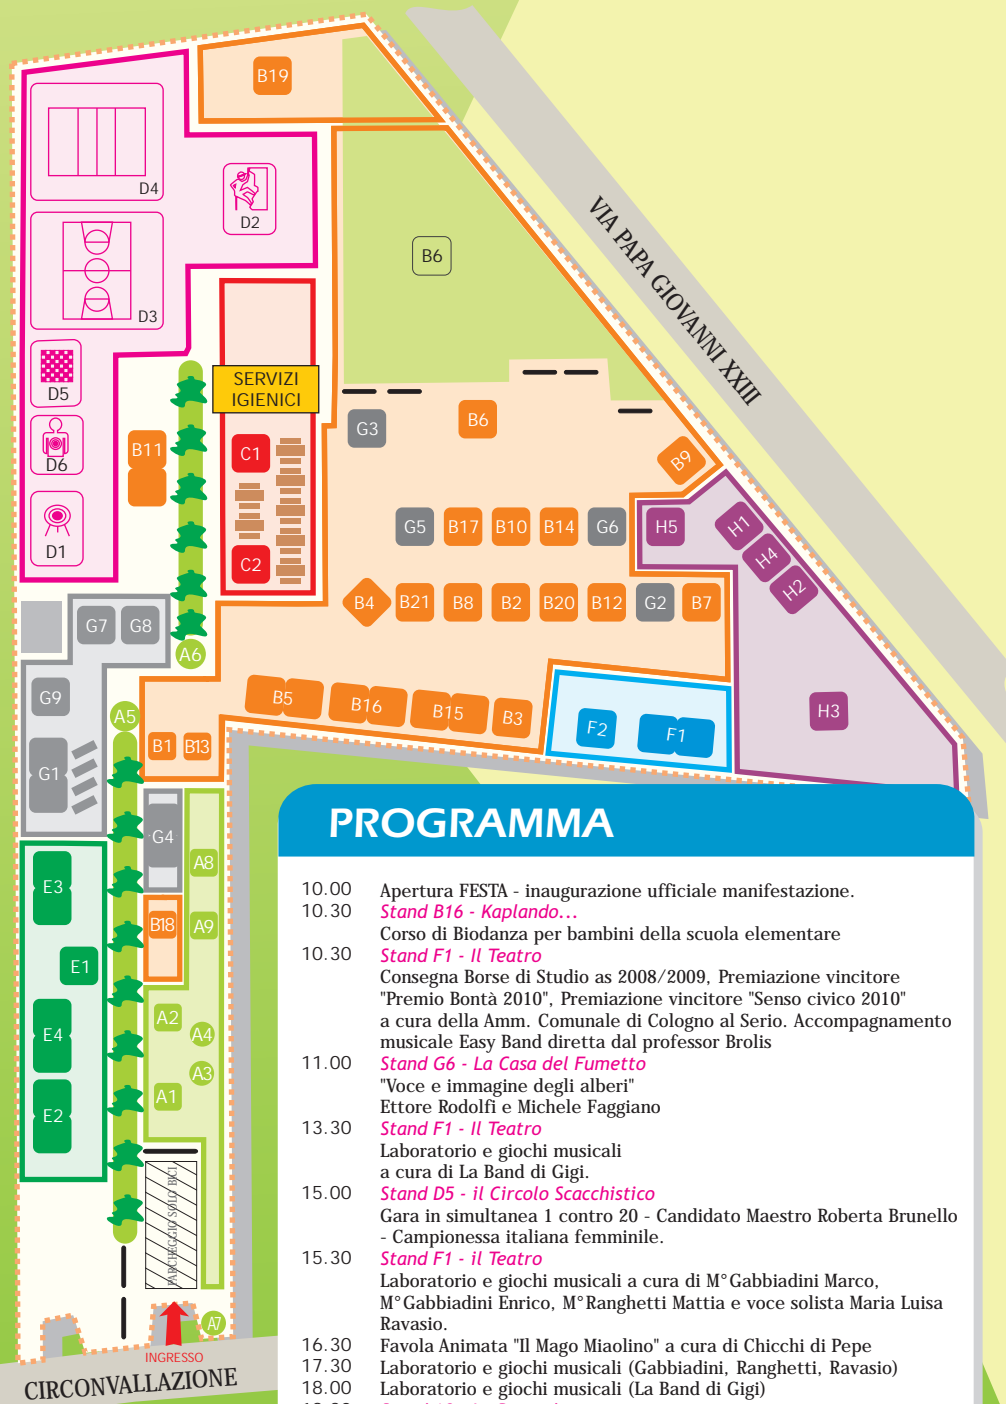 B19
D4
D2
B6
D3
VIA PAPA GIOVANNI XXIII
SERVIZI
IGIENICI
D5
G3
B6
D6
B11
C1
B9
D1
G5
B17
B10
B14
G6
H5
H1
H4
H2
C2
B4
B21
B8
B2
B20
B12
G2
B7
G7
G8
A6
G9
A5
B5
B16
B15
B3
F2
F1
H3
B1
B13
G1
G4
A8
E3
B18
A9
E1
A2
A4
E4
A3
A1
E2
PARCHEGGIO SOLO BICI
A7
INGRESSO
CIRCONVALLAZIONE
PROGRAMMA
10.00 Apertura FESTA - inaugurazione ufficiale manifestazione.
10.30 Stand B16 - Kaplando...
Corso di Biodanza per bambini della scuola elementare
10.30 Stand F1 - Il Teatro
Consegna Borse di Studio as 2008/2009, Premiazione vincitore
"Premio Bontà 2010", Premiazione vincitore "Senso civico 2010"
a cura della Amm. Comunale di Cologno al Serio. Accompagnamento
musicale Easy Band diretta dal professor Brolis
11.00 Stand G6 - La Casa del Fumetto
"Voce e immagine degli alberi"
Ettore Rodolfi e Michele Faggiano
13.30 Stand F1 - Il Teatro
Laboratorio e giochi musicali
a cura di La Band di Gigi.
15.00 Stand D5 - il Circolo Scacchistico
Gara in simultanea 1 contro 20 - Candidato Maestro Roberta Brunello
- Campionessa italiana femminile.
15.30 Stand F1 - il Teatro
Laboratorio e giochi musicali a cura di M° Gabbiadini Marco,
M° Gabbiadini Enrico, M° Ranghetti Mattia e voce solista Maria Luisa
Ravasio.
16.30 Favola Animata "Il Mago Miaolino" a cura di Chicchi di Pepe
17.30 Laboratorio e giochi musicali (Gabbiadini, Ranghetti, Ravasio)
18.00 Laboratorio e giochi musicali (La Band di Gigi)